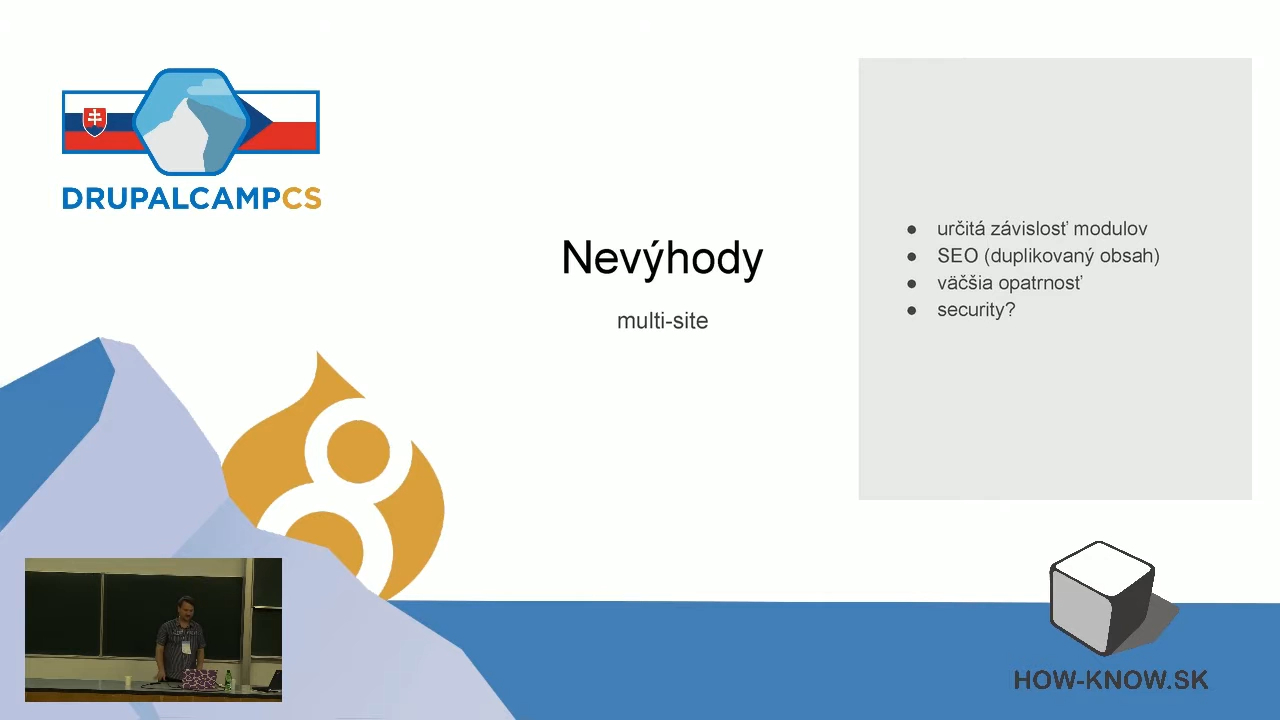 DRUPALCAMPCS
Nevýhody
multi-site
určitá závislosť modulov
SEO (duplikovaný obsah)
väčšia opatrnosť
security?
HOW-KNOW.SK